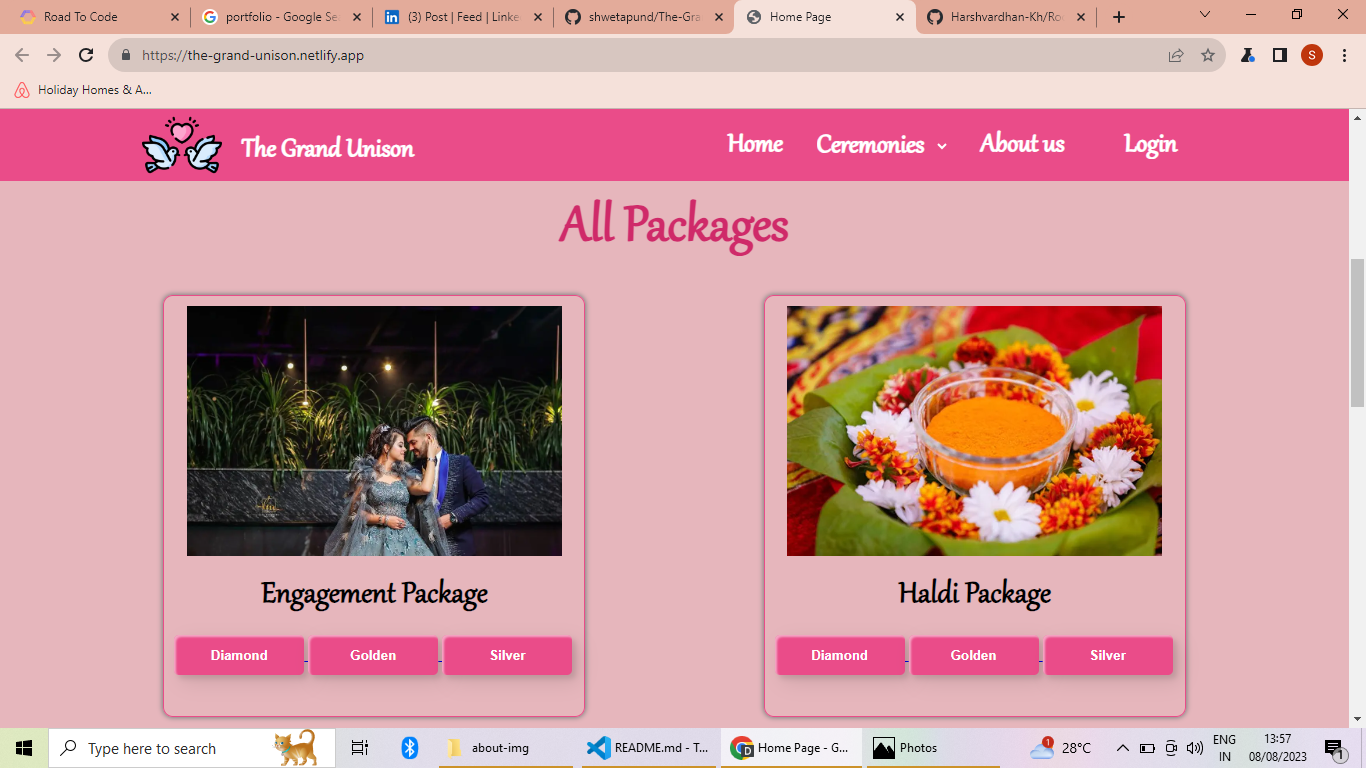 Road To Code
portfolio - Google Se
(3) Post | Feed | Linke
shwetapund/The-Gra
Home Page
Harshvardhan-Kh/Roa
https://the-grand-unison.netlify.app
S
Holiday Homes & A...
The Grand Unison
Home
Ceremonies
About us
Login
All Packages
Engagement Package
Haldi Package
Diamond
Golden
Silver
Diamond
Golden
Silver
Type here to search
about-img
README.md - T...
Home Page - G...
Photos
1
28°C
ENG
IN
13:57
08/08/2023
1